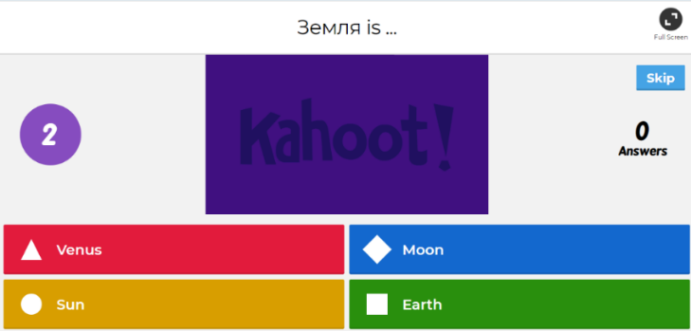 Земля is ...
Full Screen
Skip
2
Kahoot!
0
Answers
Venus
Moon
Sun
Earth